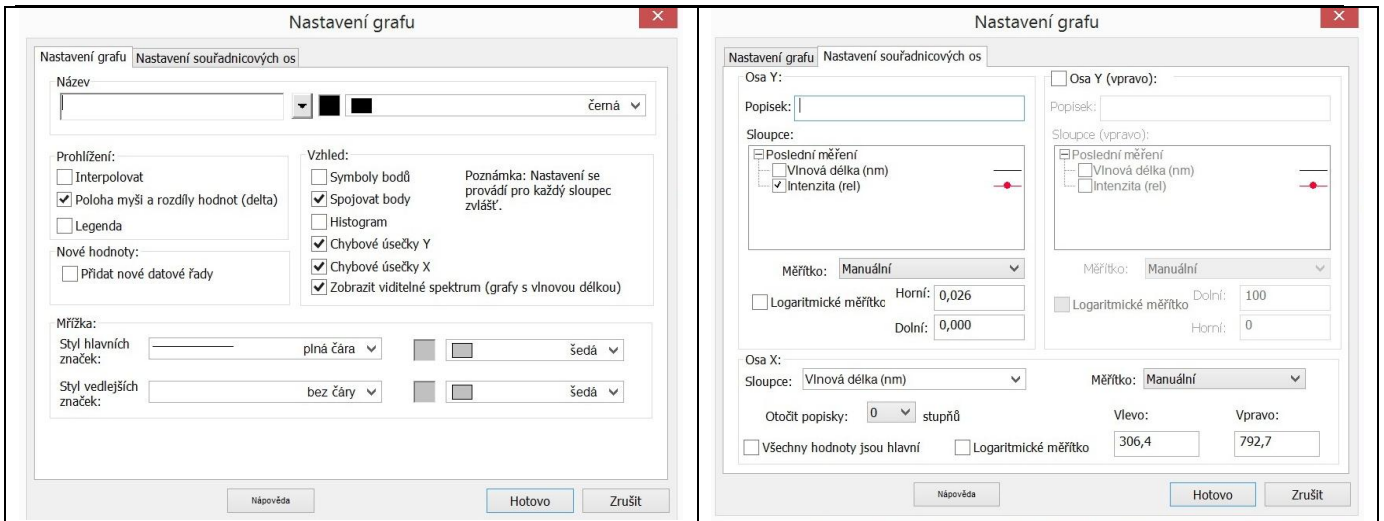 Nastavení grafu
Nastavení grafu Nastavení souřadnicových os
Název
černá
Prohlížení:
Interpolovat
Poloha myši a rozdíly hodnot (delta)
Legenda
Nové hodnoty:
Přidat nové datové řady
Vzhled:
Symboly bodů
Spojovat body
Histogram
Chybové úsečky Y
Chybové úsečky X
Zobrazit viditelné spektrum (grafy s vlnovou délkou)
Poznámka: Nastavení se
provádí pro každý sloupec
zvlášť.
Mřížka:
Styl hlavních
značek:
plná čára
šedá
Styl vedlejších
značek:
bez čáry
šedá
Nápověda
Hotovo
Zrušit
Nastavení grafu
Nastavení grafu Nastavení souřadnicových os
Osa Y:
Popisek:
Sloupce:
Poslední měření
Vlnová délka (nm)
Intenzita (rel)
Měřítko: Manuální
Logaritmické měřítko
Horní: 0,026
Dolní: 0,000
Osa Y (vpravo):
Popisek:
Sloupce (vpravo):
Poslední měření
Vlnová délka (nm)
Intenzita (rel)
Měřítko: Manuální
Logaritmické měřítko
Dolní: 100
Horní: 0
Osa X:
Sloupce: Vlnová délka (nm)
Měřítko: Manuální
Otočit popisky: 0 stupňů
Vlevo:
Vpravo:
Všechny hodnoty jsou hlavní
Logaritmické měřítko
306,4
792,7
Nápověda
Hotovo
Zrušit